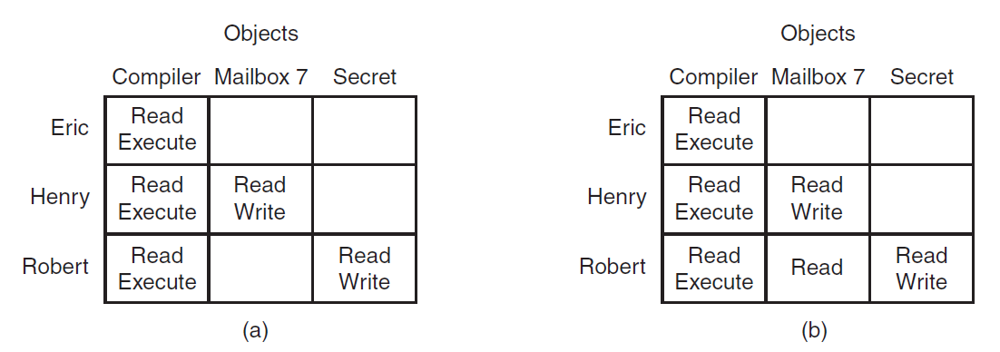 Objects
Compiler Mailbox 7 Secret
Eric
Read
Execute
Henry
Read
Execute
Read
Write
Robert
Read
Execute
Read
Write
(a)
Objects
Compiler Mailbox 7 Secret
Eric
Read
Execute
Henry
Read
Execute
Read
Write
Robert
Read
Execute
Read
Read
Write
(b)